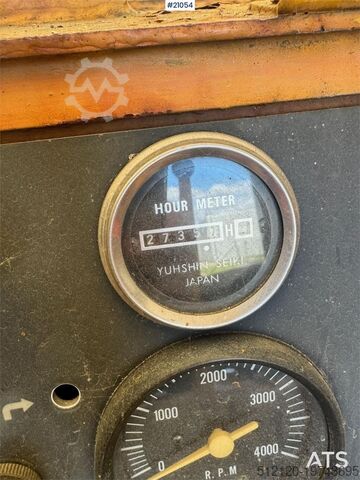 #21054
HOUR METER
2735 H
YUHSHIN SEIKI
JAPAN
0 1000 2000 3000 4000
R.P.M
ATS